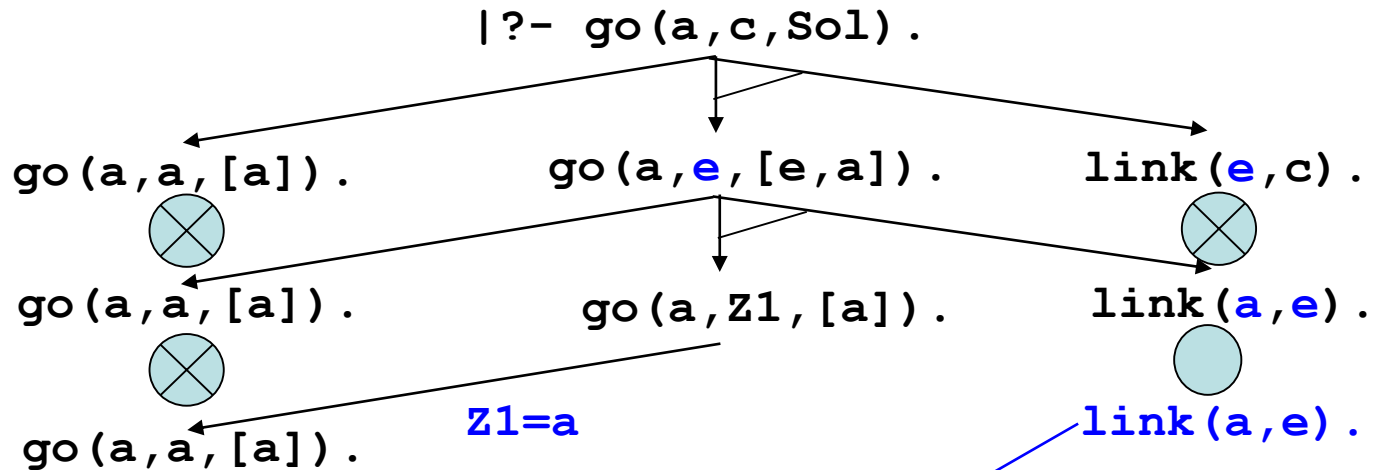 |?- go(a,c,Sol).
go(a,a,[a]). go(a,e,[e,a]). link(e,c).
go(a,a,[a]). go(a,Z1,[a]). link(a,e).
Z1=a link(a,e).
go(a,a,[a]).